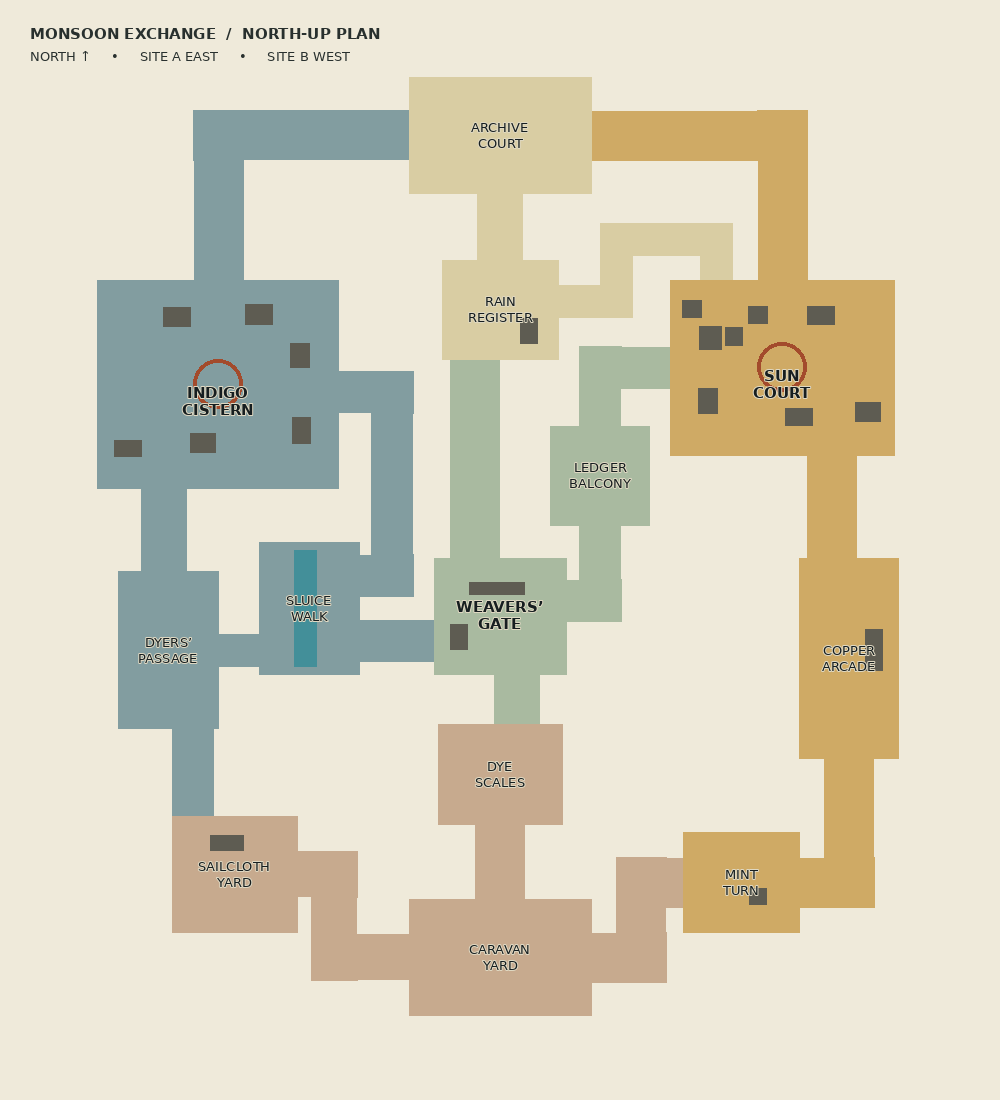 MONSOON EXCHANGE / NORTH-UP PLAN
NORTH ↑ • SITE A EAST • SITE B WEST
ARCHIVE
COURT
RAIN
REGISTER
INDIGO
CISTERN
SUN
COURT
LEDGER
BALCONY
SLUICE
WALK
WEAVERS’
GATE
DYERS’
PASSAGE
COPPER
ARCADE
DYE
SCALES
SAILCLOTH
YARD
MINT
TURN
CARAVAN
YARD